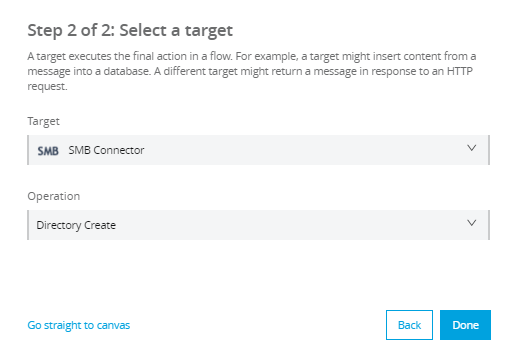 Step 2 of 2: Select a target
A target executes the final action in a flow. For example, a target might insert content from a
message into a database. A different target might return a message in response to an HTTP
request.
Target
SMB SMB Connector
Operation
Directory Create
Go straight to canvas
Back
Done